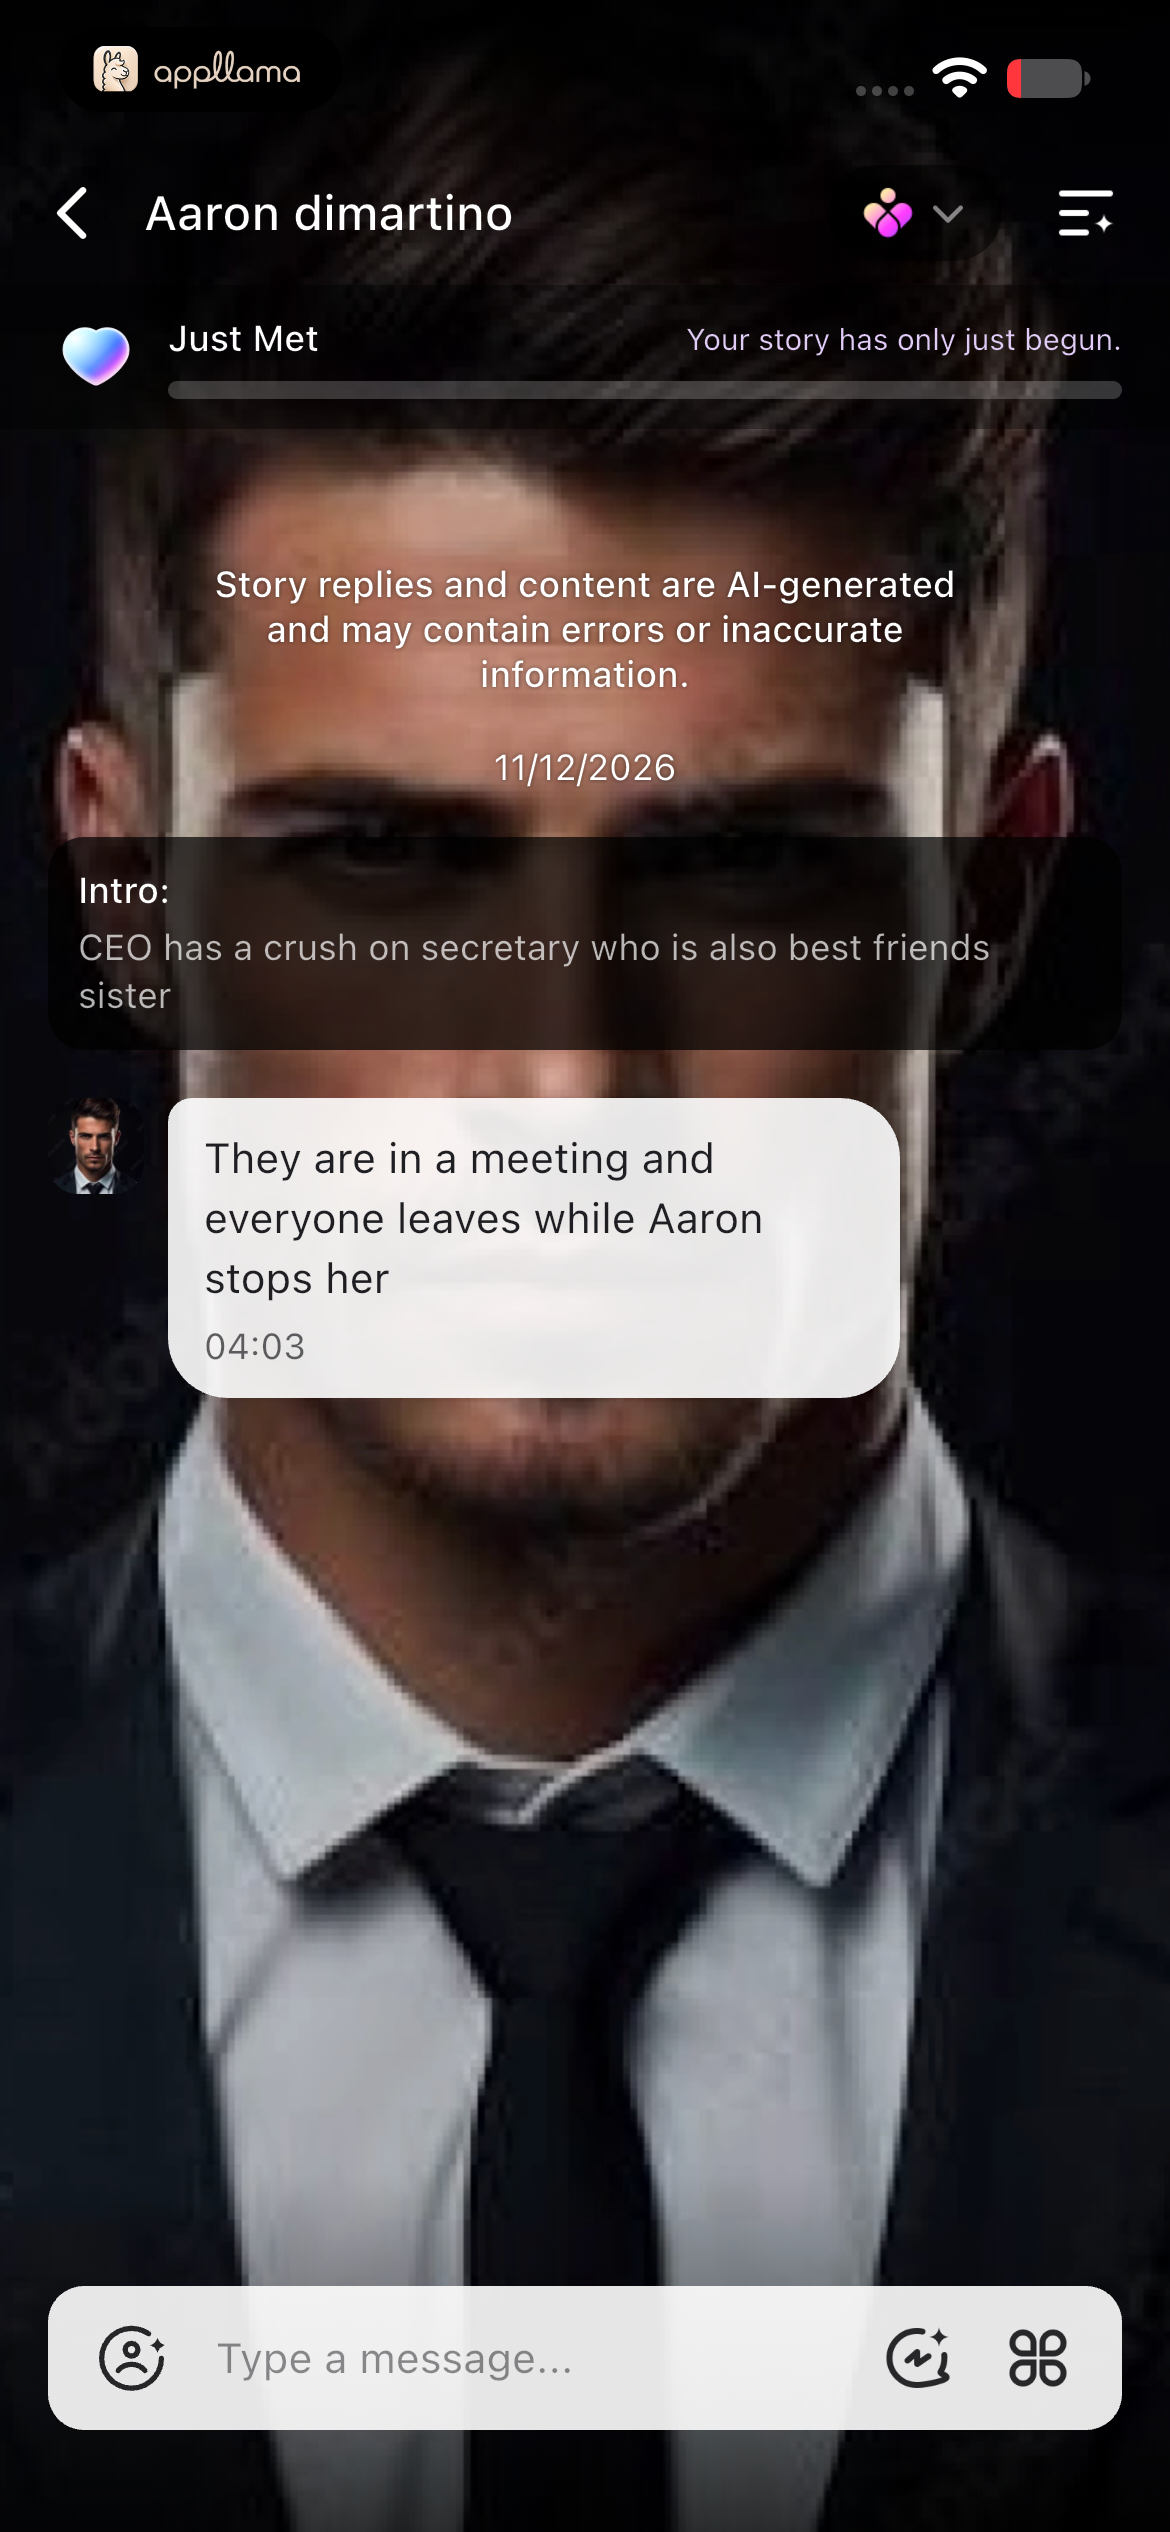 appllama
Aaron dimartino
Just Met
Your story has only just begun.
Story replies and content are AI-generated
and may contain errors or inaccurate
information.
11/12/2026
Intro:
CEO has a crush on secretary who is also best friends
sister
They are in a meeting and
everyone leaves while Aaron
stops her
04:03
Type a message...